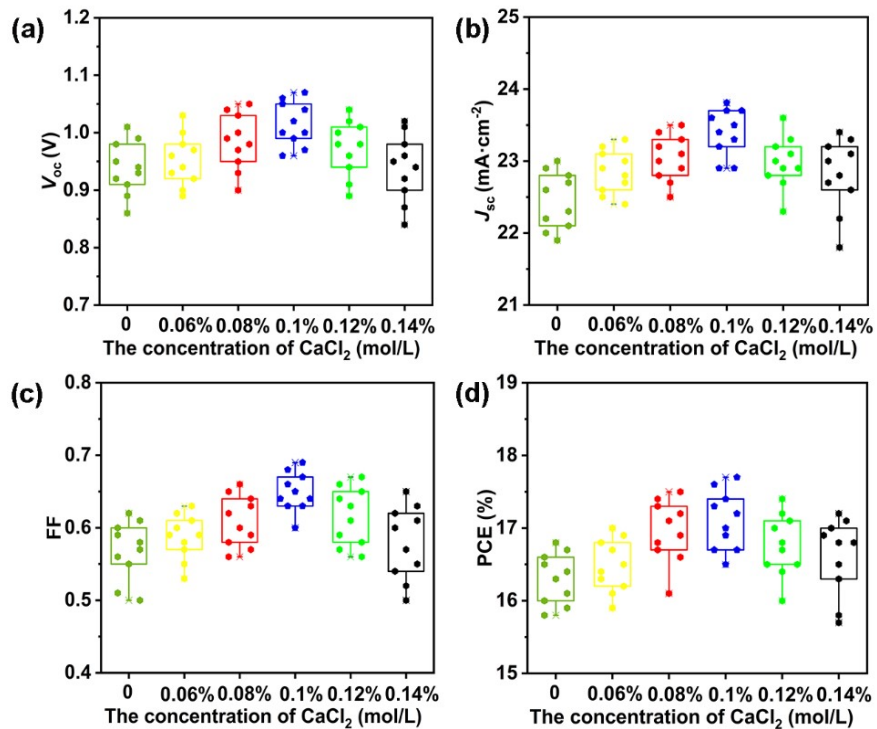 (a)
1.2
1.1
1.0
0.9
0.8
0.7
Voc (V)
0 0.06% 0.08% 0.1% 0.12% 0.14%
The concentration of CaCl2 (mol/L)
(b)
25
24
23
22
21
Jsc (mA·cm-2)
0 0.06% 0.08% 0.1% 0.12% 0.14%
The concentration of CaCl2 (mol/L)
(c)
0.8
0.7
0.6
0.5
0.4
FF
0 0.06% 0.08% 0.1% 0.12% 0.14%
The concentration of CaCl2 (mol/L)
(d)
19
18
17
16
15
PCE (%)
0 0.06% 0.08% 0.1% 0.12% 0.14%
The concentration of CaCl2 (mol/L)